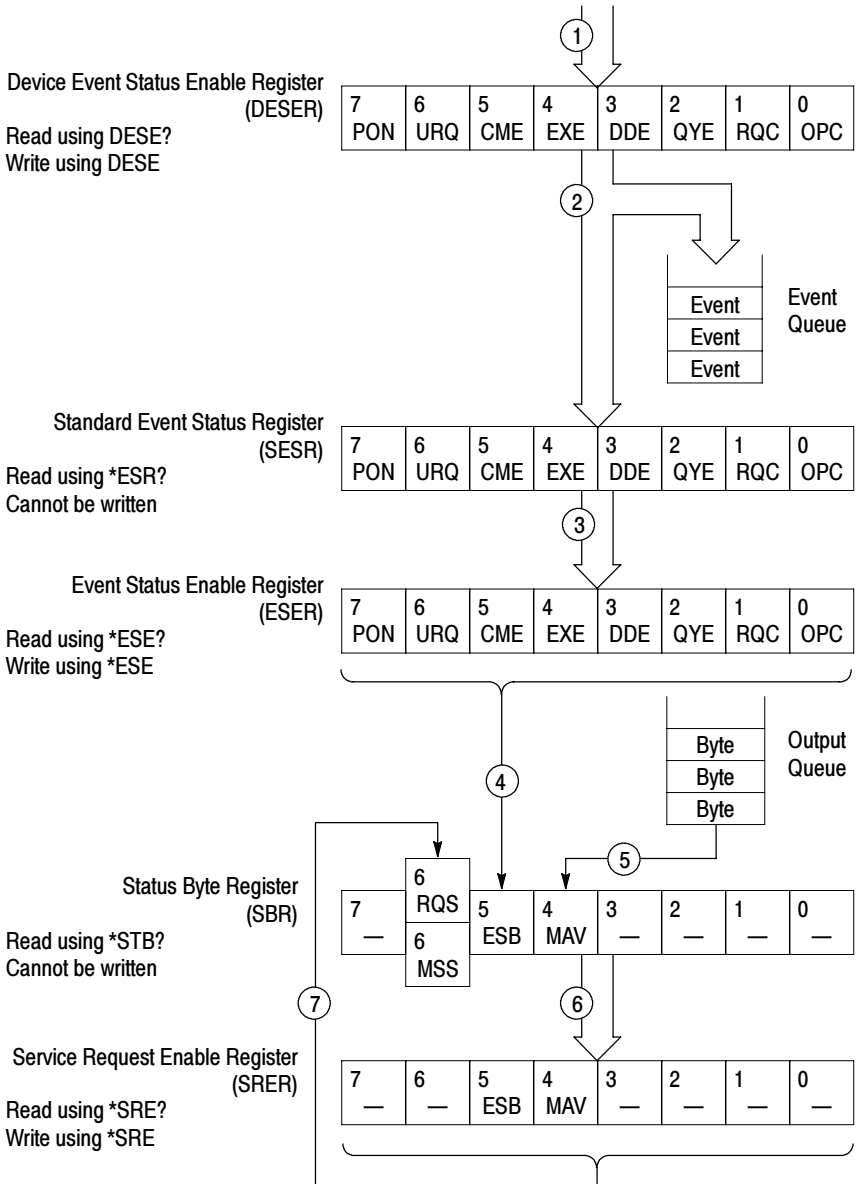 1
Device Event Status Enable Register
(DESER)
Read using DESE?
Write using DESE
7 6 5 4 3 2 1 0
PON URQ CME EXE DDE QYE RQC OPC
2
Event
Event
Event
Event
Queue
Standard Event Status Register
(SESR)
Read using *ESR?
Cannot be written
7 6 5 4 3 2 1 0
PON URQ CME EXE DDE QYE RQC OPC
3
Event Status Enable Register
(ESER)
Read using *ESE?
Write using *ESE
7 6 5 4 3 2 1 0
PON URQ CME EXE DDE QYE RQC OPC
Byte
Byte
Byte
Output
Queue
4
5
Status Byte Register
(SBR)
Read using *STB?
Cannot be written
7 6 5 4 3 2 1 0
— RQS ESB MAV — — — —
6
MSS
7
6
Service Request Enable Register
(SRER)
Read using *SRE?
Write using *SRE
7 6 5 4 3 2 1 0
— — ESB MAV — — — —